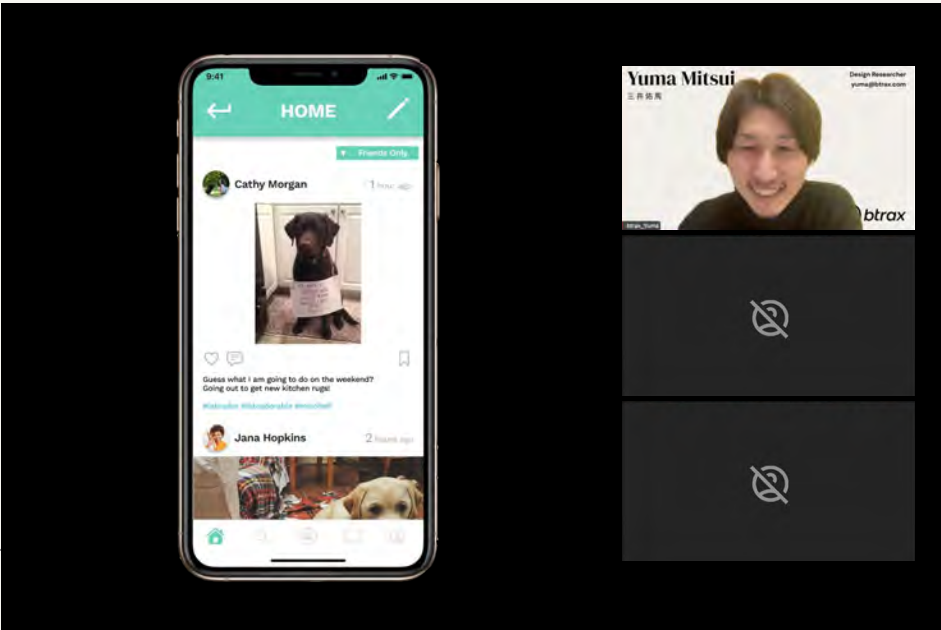 9:41
HOME
Friends Only
Cathy Morgan
1 hour
Guess what I am going to do on the weekend?
Going out to get new kitchen rugs!
Jana Hopkins
2 hours ago
Yuma Mitsui
三井佑馬
Design Researcher
yuma@btrax.com
btrax
btrax_Yuma